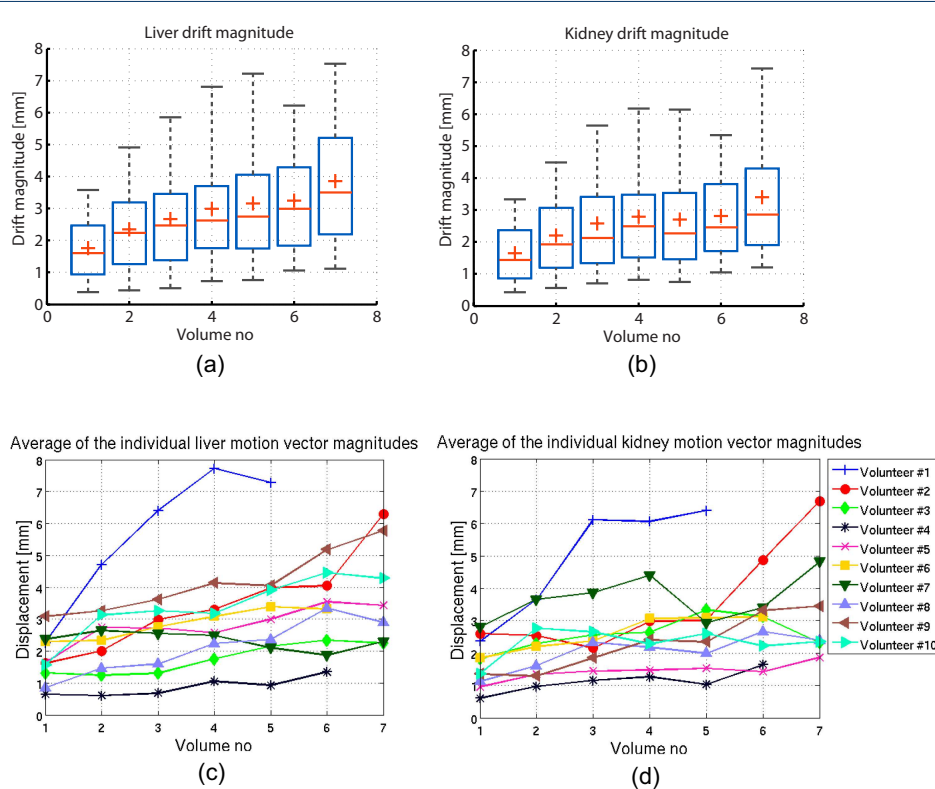 Liver drift magnitude
Drift magnitude [mm]
8
7
6
5
4
3
2
1
0
0 2 4 6 8
Volume no
(a)
Kidney drift magnitude
Drift magnitude [mm]
8
7
6
5
4
3
2
1
0
0 2 4 6 8
Volume no
(b)
Average of the individual liver motion vector magnitudes
Displacement [mm]
8
7
6
5
4
3
2
1
0
1 2 3 4 5 6 7
Volume no
(c)
Average of the individual kidney motion vector magnitudes
Displacement [mm]
8
7
6
5
4
3
2
1
0
1 2 3 4 5 6 7
Volume no
(d)
Volunteer #1
Volunteer #2
Volunteer #3
Volunteer #4
Volunteer #5
Volunteer #6
Volunteer #7
Volunteer #8
Volunteer #9
Volunteer #10